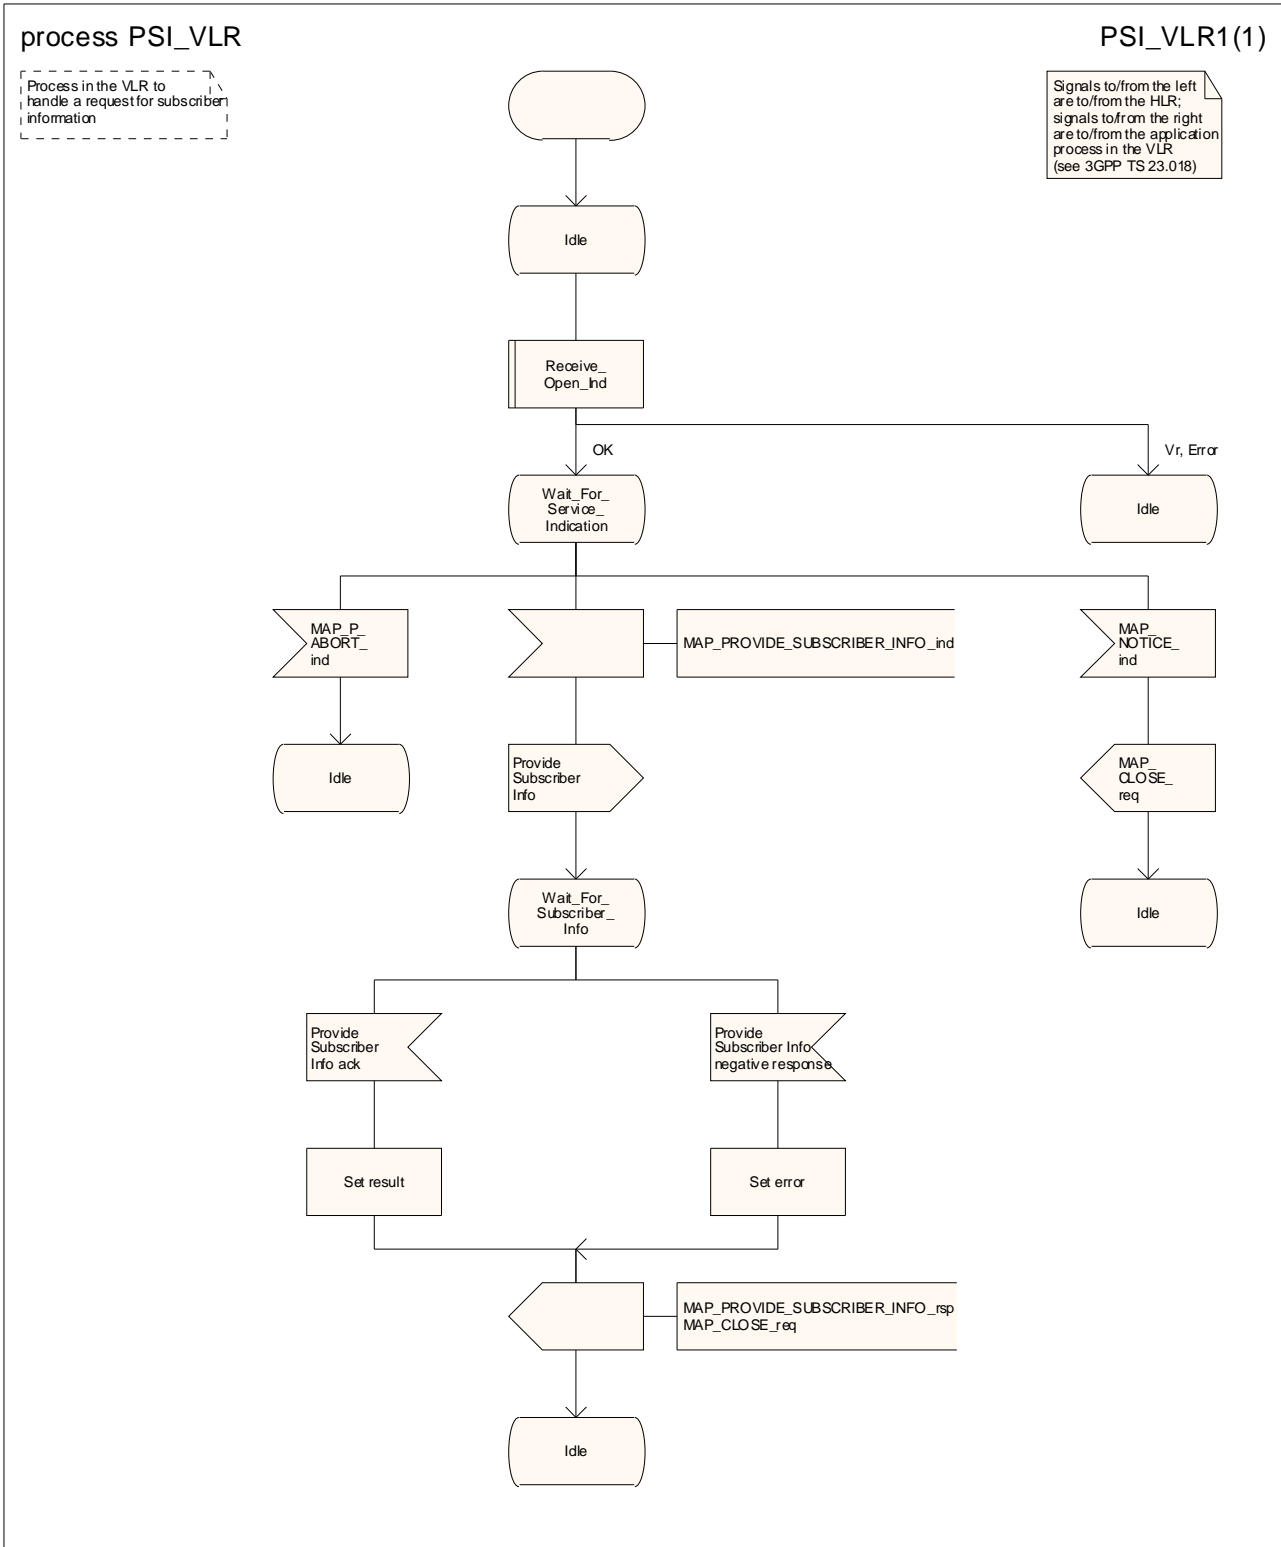 process PSI_VLR
PSI_VLR1(1)
Process in the VLR to
handle a request for subscriber
information
Signals to/from the left
are to/from the HLR;
signals to/from the right
are to/from the application
process in the VLR
(see 3GPP TS 23.018)
Idle
Receive_
Open_Ind
OK
Vr, Error
Wait_For_
Service_
Indication
Idle
MAP_P_
ABORT_
ind
MAP_PROVIDE_SUBSCRIBER_INFO_ind
MAP_
NOTICE_
ind
Idle
Provide
Subscriber
Info
MAP_
CLOSE_
req
Wait_For_
Subscriber_
Info
Idle
Provide
Subscriber
Info ack
Provide
Subscriber Info
negative response
Set result
Set error
MAP_PROVIDE_SUBSCRIBER_INFO_rsp
MAP_CLOSE_req
Idle